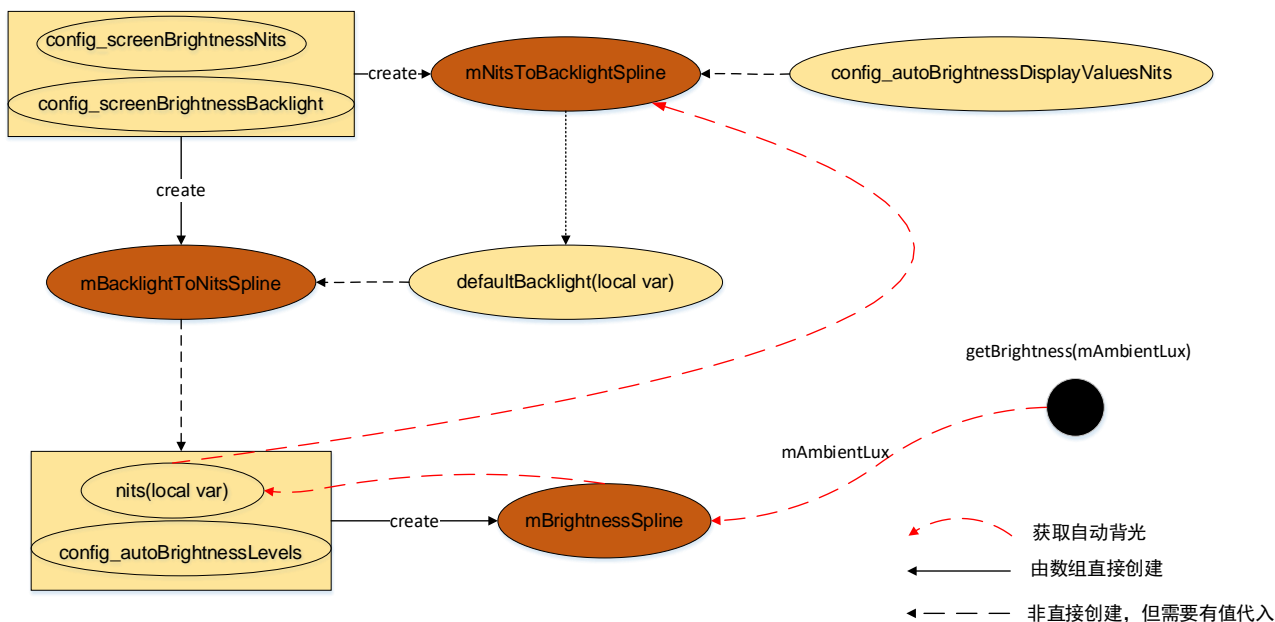 config_screenBrightnessNits
config_screenBrightnessBacklight
create
mNitsToBacklightSpline
config_autoBrightnessDisplayValuesNits
create
mBacklightToNitsSpline
defaultBacklight(local var)
getBrightness(mAmbientLux)
mAmbientLux
nits(local var)
config_autoBrightnessLevels
create
mBrightnessSpline
获取自动背光
由数组直接创建
非直接创建，但需要有值代入